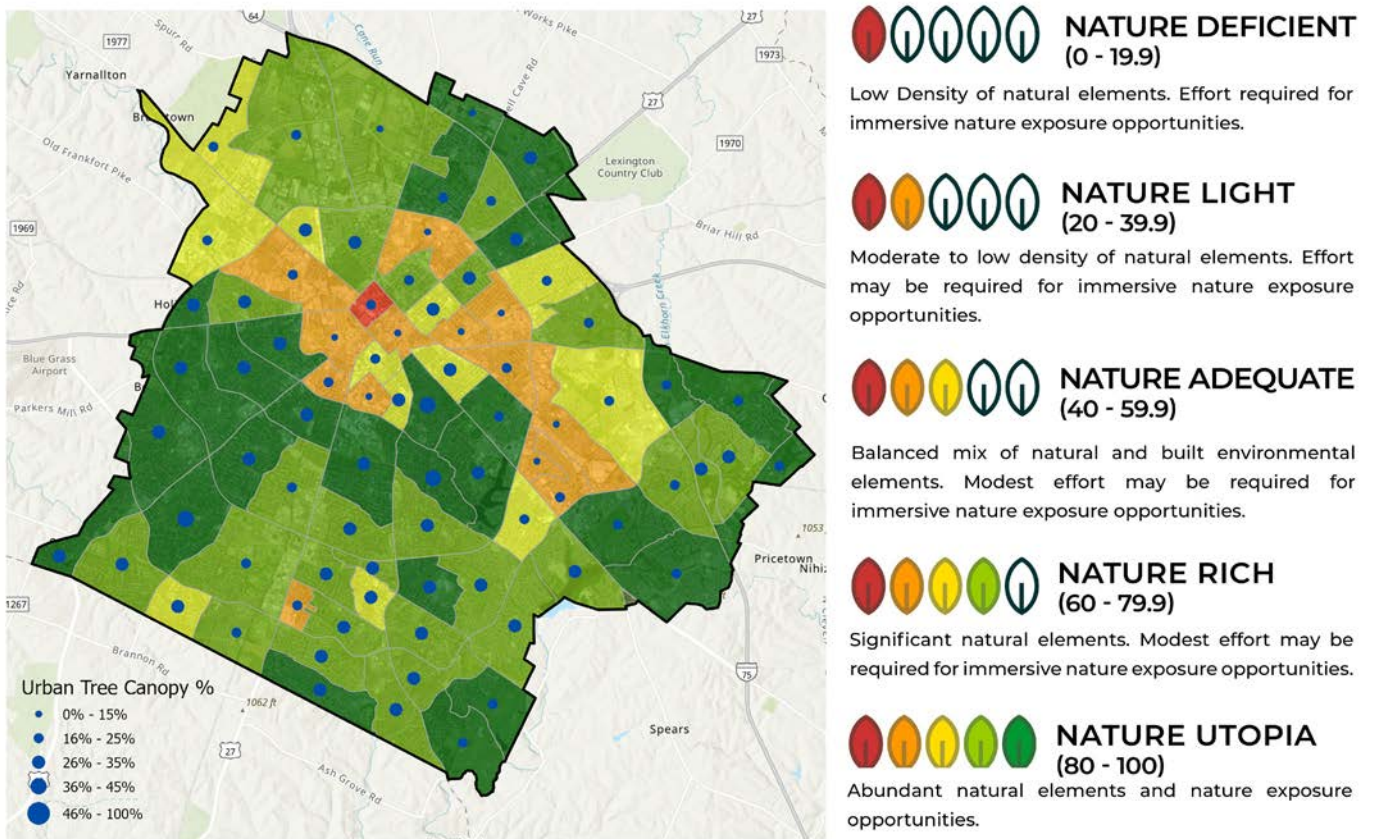 64
Spurr Rd
Cane Run
Works Pike
27
1977
1973
Yarnallton
27
1970
Old Frankfort Pike
Lexington
Country Club
1969
Briar Hill Rd
Elkhorn Creek
Blue Grass
Airport
Parkers Mill Rd
1053
Pricetown
1267
Brannon Rd
75
1062 ft
27
Spears
Ash Grove Rd
Urban Tree Canopy %
0% - 15%
16% - 25%
26% - 35%
36% - 45%
46% - 100%
NATURE DEFICIENT
(0 - 19.9)
Low Density of natural elements. Effort required for
immersive nature exposure opportunities.
NATURE LIGHT
(20 - 39.9)
Moderate to low density of natural elements. Effort
may be required for immersive nature exposure
opportunities.
NATURE ADEQUATE
(40 - 59.9)
Balanced mix of natural and built environmental
elements. Modest effort may be required for
immersive nature exposure opportunities.
NATURE RICH
(60 - 79.9)
Significant natural elements. Modest effort may be
required for immersive nature exposure opportunities.
NATURE UTOPIA
(80 - 100)
Abundant natural elements and nature exposure
opportunities.